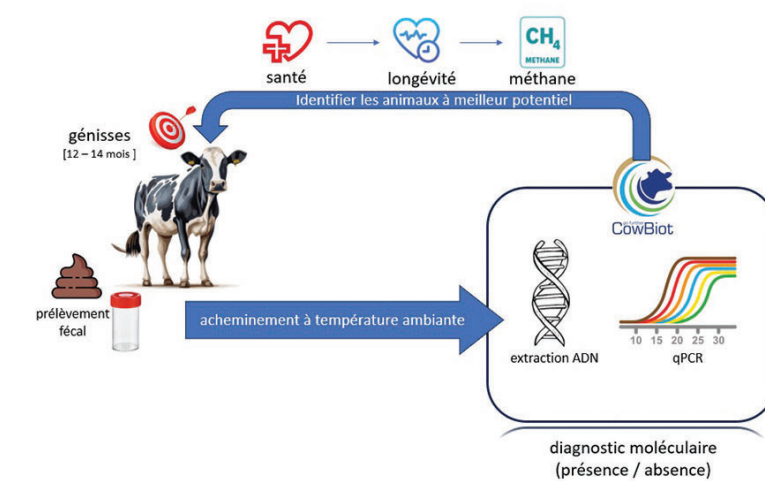 CH4
METHANE
santé
longévité
méthane
Identifier les animaux à meilleur potentiel
génisses
[12 – 14 mois ]
CowBiot
prélèvement
fécal
acheminement à température ambiante
10 15 20 25 30
extraction ADN
qPCR
diagnostic moléculaire
(présence / absence)